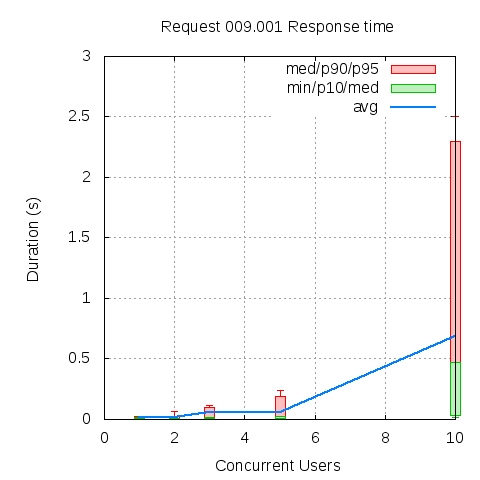 Request 009.001 Response time
med/p90/p95
min/p10/med
avg
3
2.5
2
1.5
1
0.5
0
0 2 4 6 8 10
Duration (s)
Concurrent Users